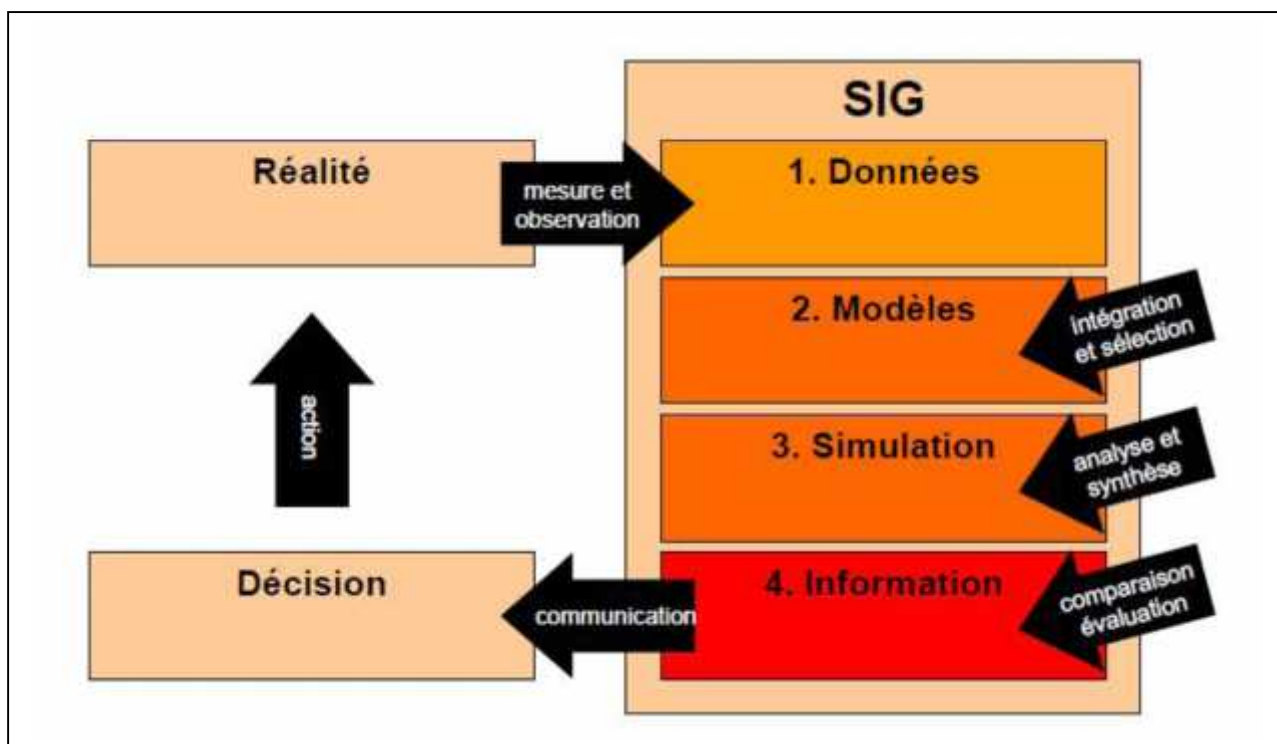 SIG
Réalité
mesure et
observation
1. Données
2. Modèles
intégration
et sélection
action
3. Simulation
analyse et
synthèse
Décision
communication
4. Information
comparaison
évaluation